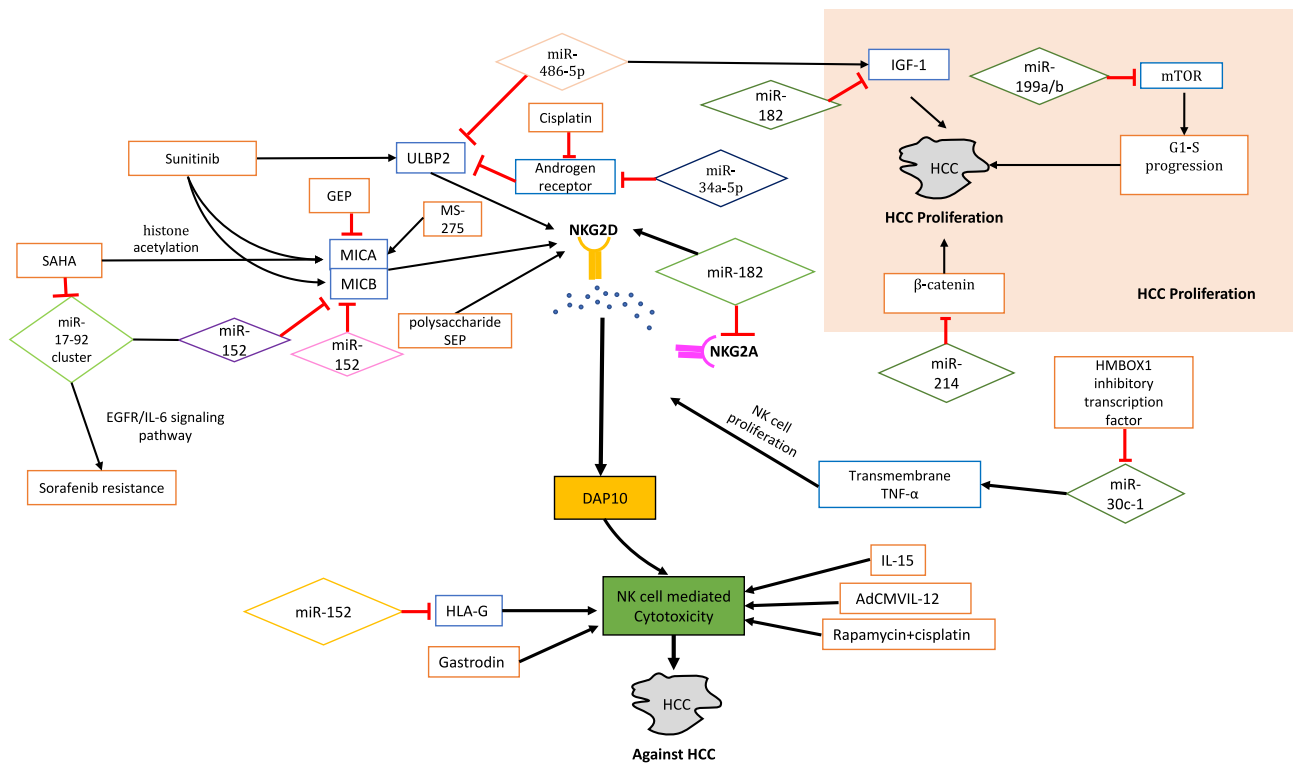 miR-
486-5p
IGF-1
miR-
199a/b
mTOR
miR-
182
Cisplatin
Sunitinib
ULBP2
Androgen
receptor
miR-
34a-5p
HCC
G1-S
progression
HCC Proliferation
GEP
MS-
275
NKG2D
histone
acetylation
SAHA
MICA
MICB
miR-182
β-catenin
HCC Proliferation
miR-
17-92
cluster
miR-
152
miR-
152
polysaccharide
SEP
NKG2A
miR-
214
HMBOX1
inhibitory
transcription
factor
EGFR/IL-6 signaling
pathway
NK cell
proliferation
Sorafenib resistance
DAP10
Transmembrane
TNF-α
miR-
30c-1
IL-15
miR-152
HLA-G
NK cell mediated
Cytotoxicity
AdCMVIL-12
Rapamycin+cisplatin
Gastrodin
HCC
Against HCC